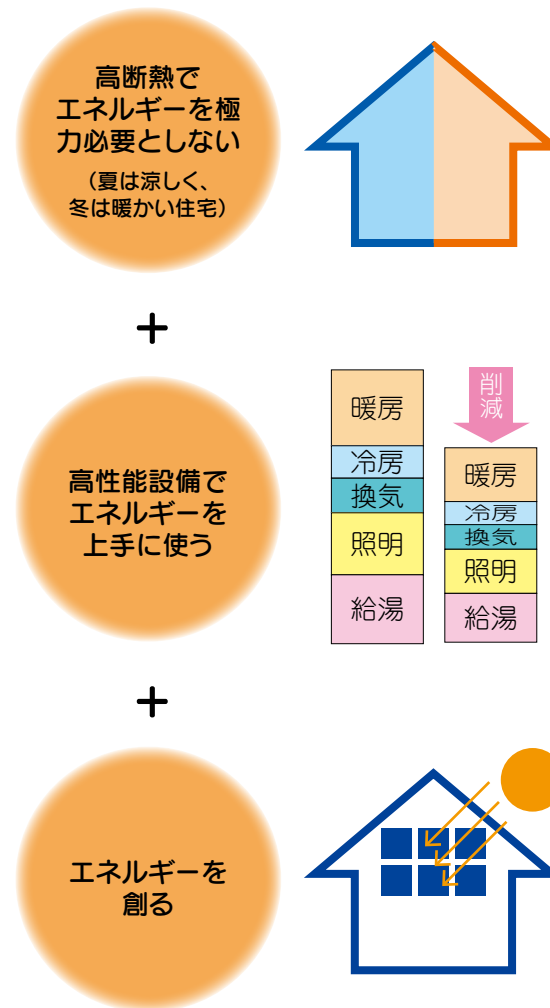 高断熱で
エネルギーを極
力必要としない
（夏は涼しく、
冬は暖かい住宅）
+
高性能設備で
エネルギーを
上手に使う
暖房
冷房
換気
照明
給湯
削減
暖房
冷房
換気
照明
給湯
+
エネルギーを
創る